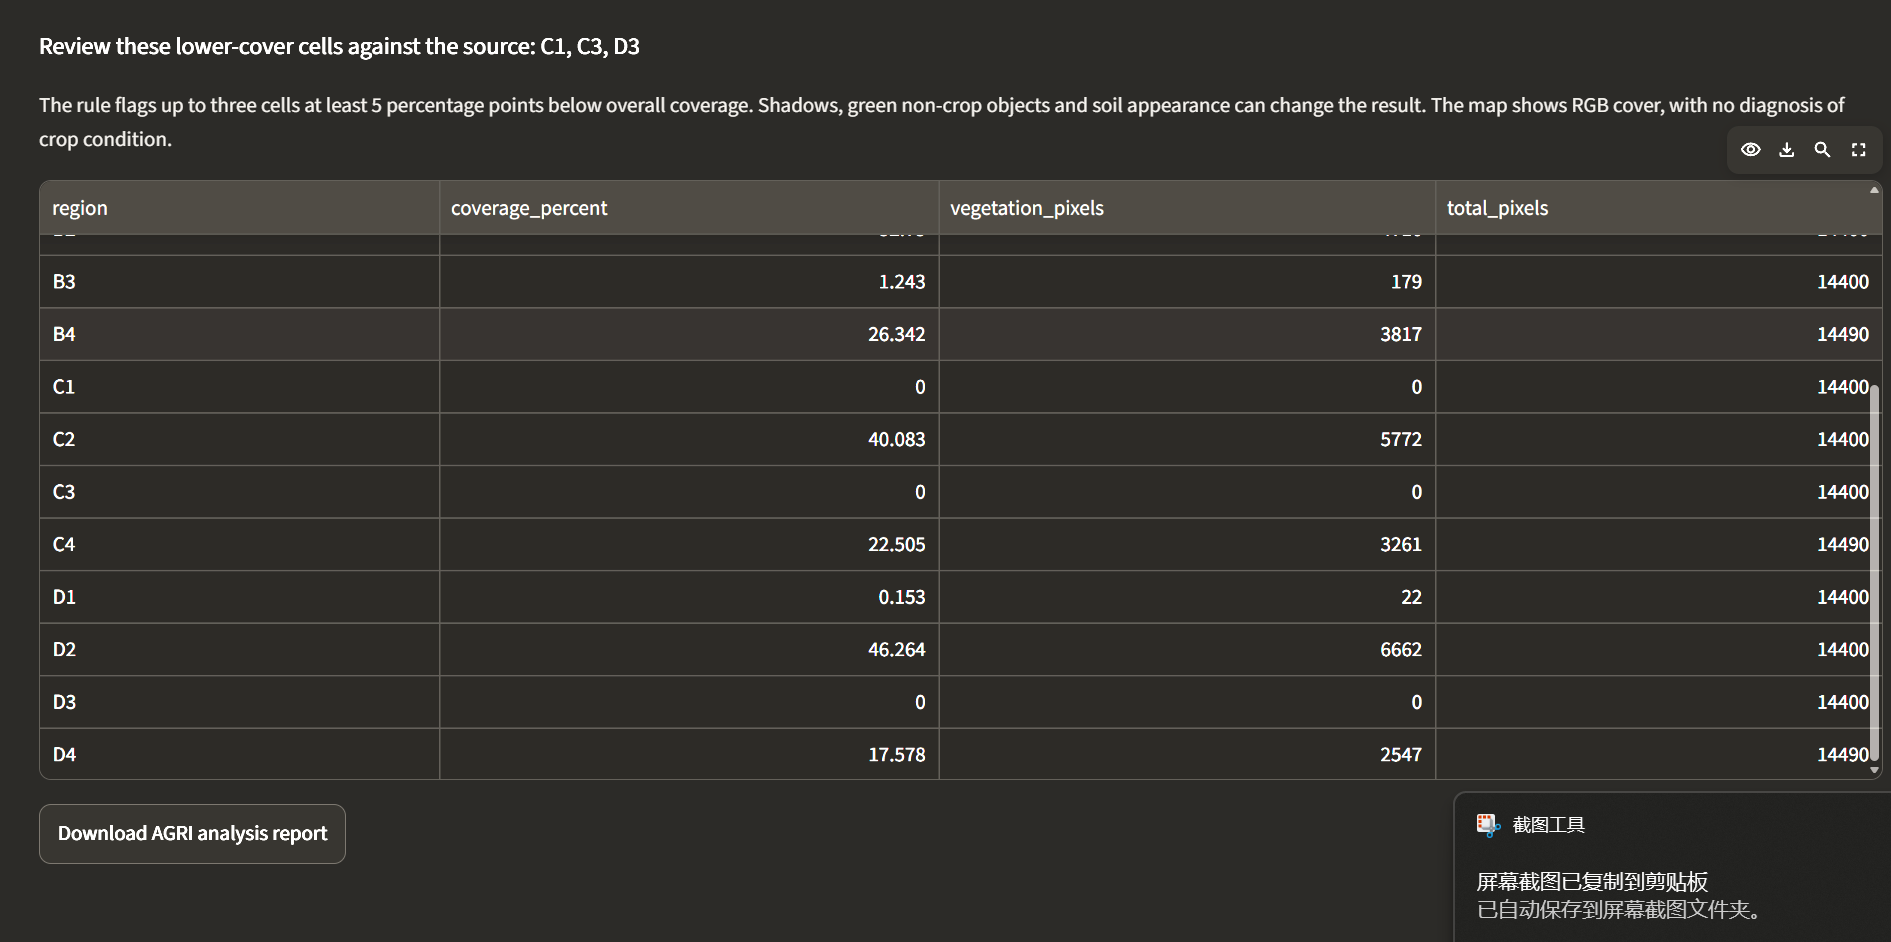 Review these lower-cover cells against the source: C1, C3, D3
The rule flags up to three cells at least 5 percentage points below overall coverage. Shadows, green non-crop objects and soil appearance can change the result. The map shows RGB cover, with no diagnosis of
crop condition.
region coverage_percent vegetation_pixels total_pixels
B3 1.243 179 14400
B4 26.342 3817 14490
C1 0 0 14400
C2 40.083 5772 14400
C3 0 0 14400
C4 22.505 3261 14490
D1 0.153 22 14400
D2 46.264 6662 14400
D3 0 0 14400
D4 17.578 2547 14490
Download AGRI analysis report
截图工具
屏幕截图已复制到剪贴板
已自动保存到屏幕截图文件夹。